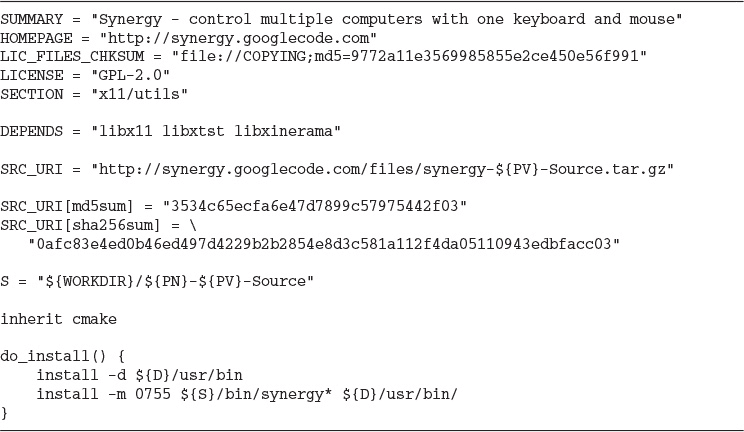 SUMMARY = "Synergy - control multiple computers with one keyboard and mouse"
HOMEPAGE = "http://synergy.googlecode.com"
LIC_FILES_CHKSUM = "file://COPYING;md5=9772a11e3569985855e2ce450e56f991"
LICENSE = "GPL-2.0"
SECTION = "x11/utils"
DEPENDS = "libx11 libxtst libxinerama"
SRC_URI = "http://synergy.googlecode.com/files/synergy-${PV}-Source.tar.gz"
SRC_URI[md5sum] = "3534c65ecfa6e47d7899c57975442f03"
SRC_URI[sha256sum] = \
"0afc83e4ed0b46ed497d4229b2b2854e8d3c581a112f4da05110943edbfacc03"
S = "${WORKDIR}/${PN}-${PV}-Source"
inherit cmake
do_install() {
install -d ${D}/usr/bin
install -m 0755 ${S}/bin/synergy* ${D}/usr/bin/
}